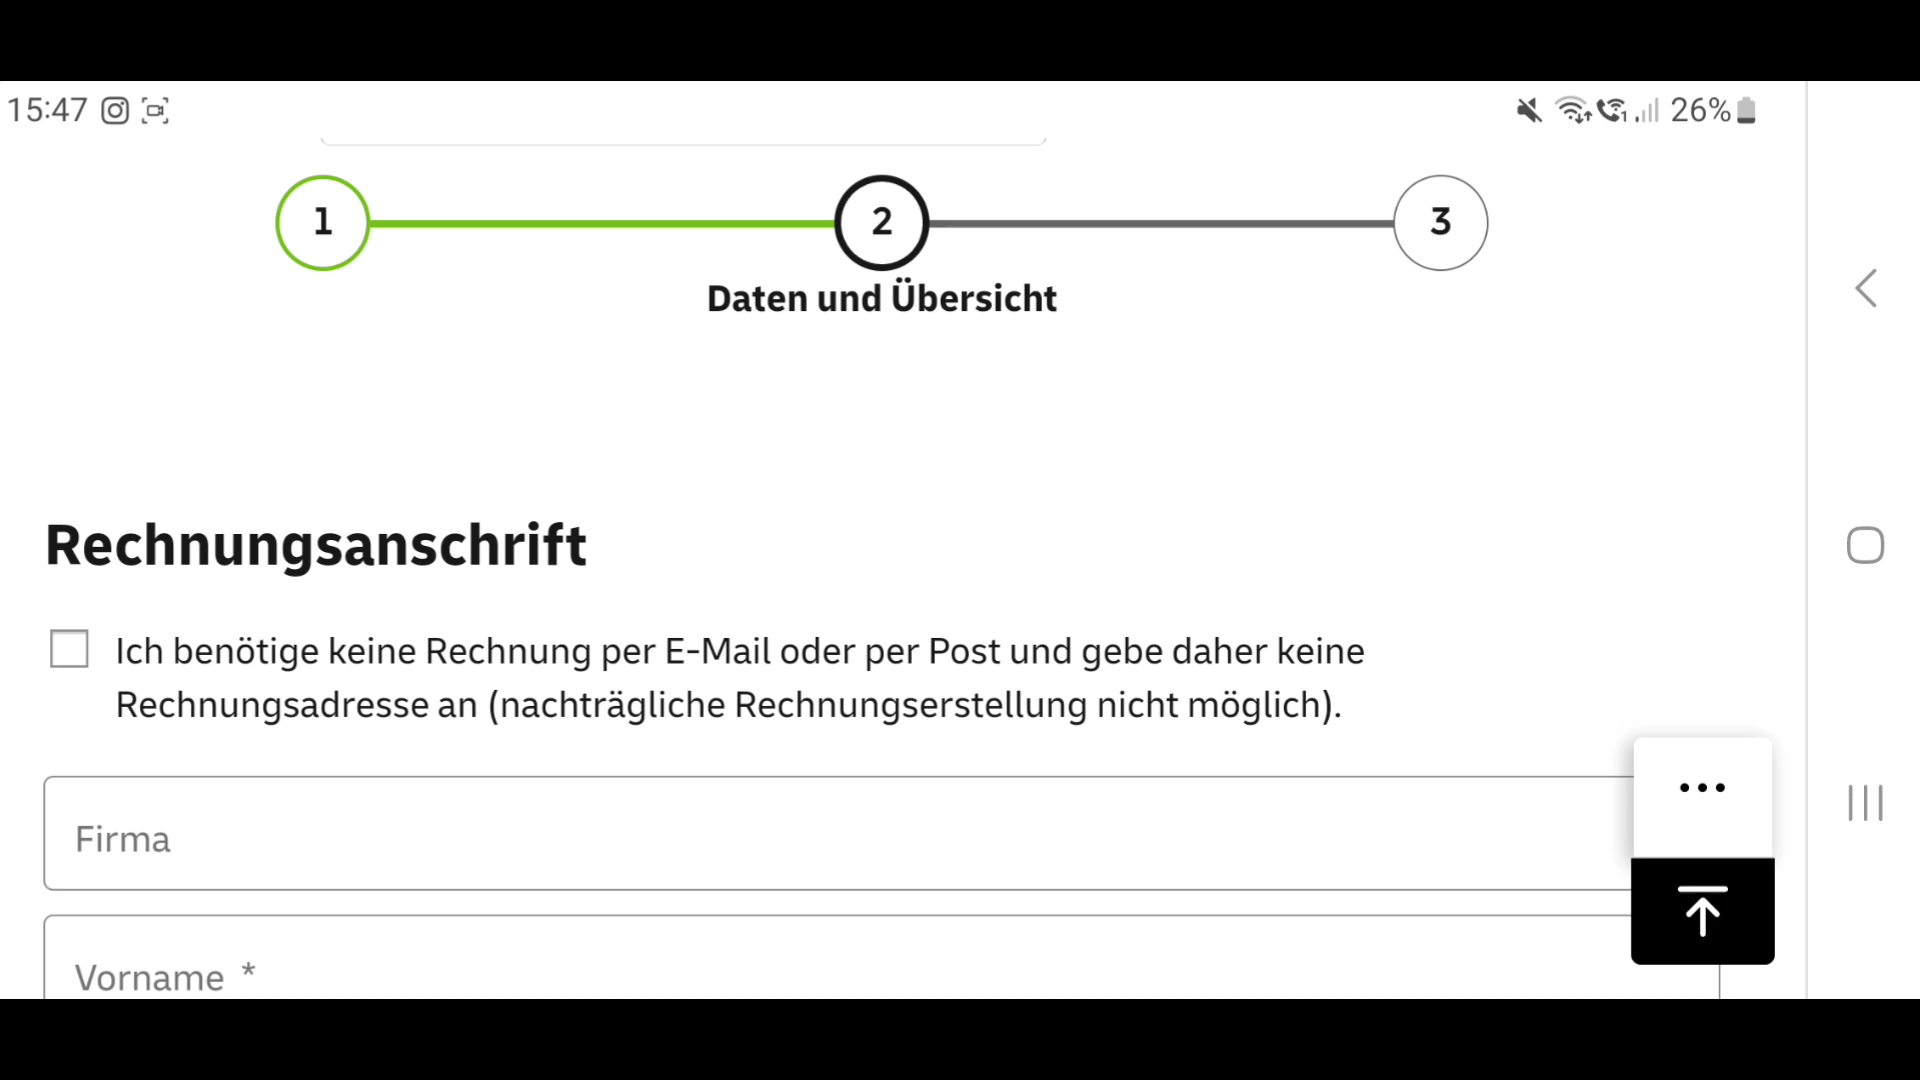 15:47 26%
1 2 3
Daten und Übersicht
Rechnungsanschrift
Ich benötige keine Rechnung per E-Mail oder per Post und gebe daher keine
Rechnungsadresse an (nachträgliche Rechnungserstellung nicht möglich).
Firma
Vorname *